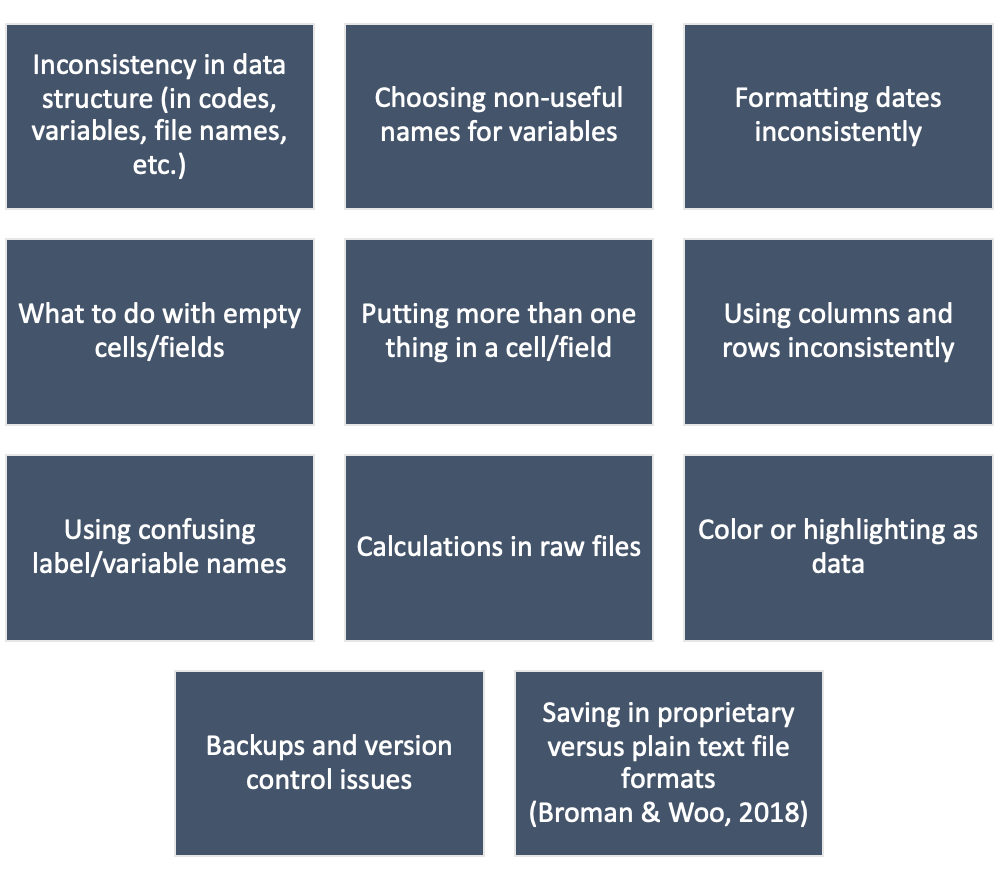 Inconsistency in data
structure (in codes,
variables, file names,
etc.)
Choosing non-useful
names for variables
Formatting dates
inconsistently
What to do with empty
cells/fields
Putting more than one
thing in a cell/field
Using columns and
rows inconsistently
Using confusing
label/variable names
Calculations in raw files
Color or highlighting as
data
Backups and version
control issues
Saving in proprietary
versus plain text file
formats
(Broman & Woo, 2018)